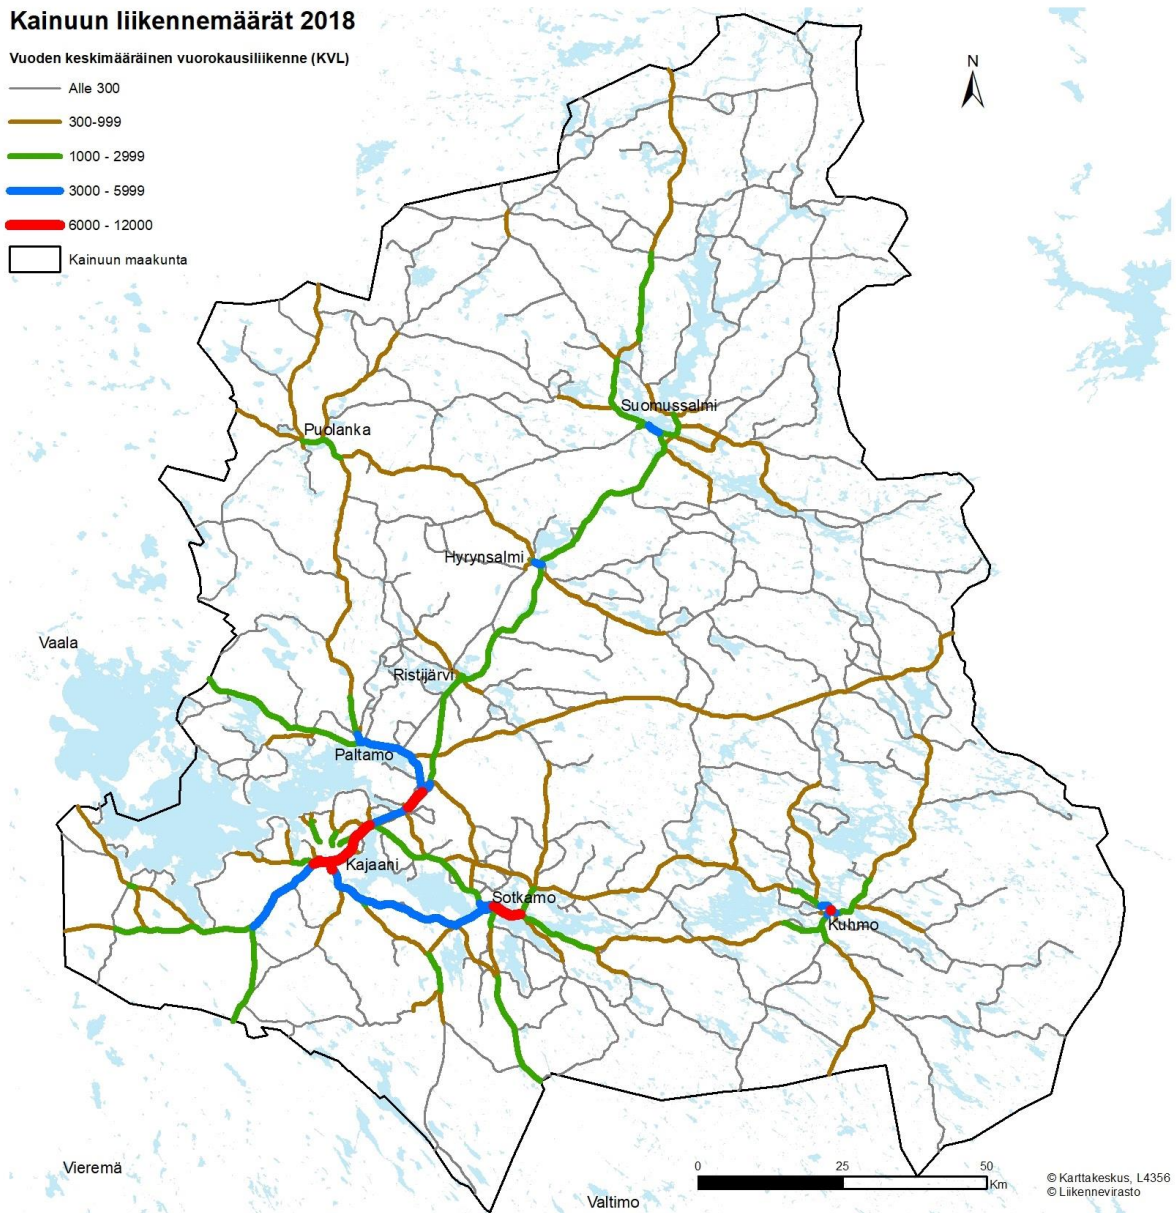 Kainuun liikennemäärät 2018
Vuoden keskimääräinen vuorokausiliikenne (KVL)
Alle 300
300-999
1000 - 2999
3000 - 5999
6000 - 12000
Kainuun maakunta
N
Suomussalmi
Puolanka
Hyrynsalmi
Vaala
Ristijärvi
Paltamo
Kajaani
Sotkamo
Kuhmo
Vieremä
Valtimo
0 25 50
Km
© Karttakeskus, L4356
© Liikennevirasto